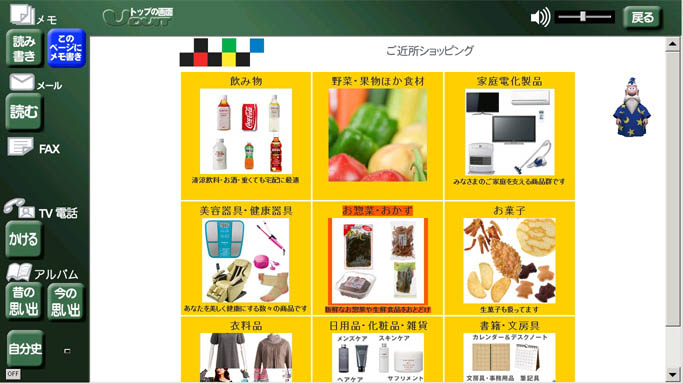 メモ
トップの画面
戻る
読み
書き
この
ページに
メモ書き
メール
読む
FAX
TV 電話
かける
アルバム
昔の
思い出
今の
思い出
自分史
OFF
ご近所ショッピング
飲み物
清涼飲料・お酒・重くても宅配に最適
野菜・果物ほか食材
家庭電化製品
みなさまのご家庭を支える商品群です
美容器具・健康器具
あなたを美しく健康にする数々の商品です
お惣菜・おかず
新鮮なお惣菜や生鮮食品をおとどけ
お菓子
生菓子も扱ってます
衣料品
日用品・化粧品・雑貨
メンズケア
スキンケア
ヘアケア
サプリメント
書籍・文房具
カレンダー＆デスクノート
文房具・事務用品
筆記具